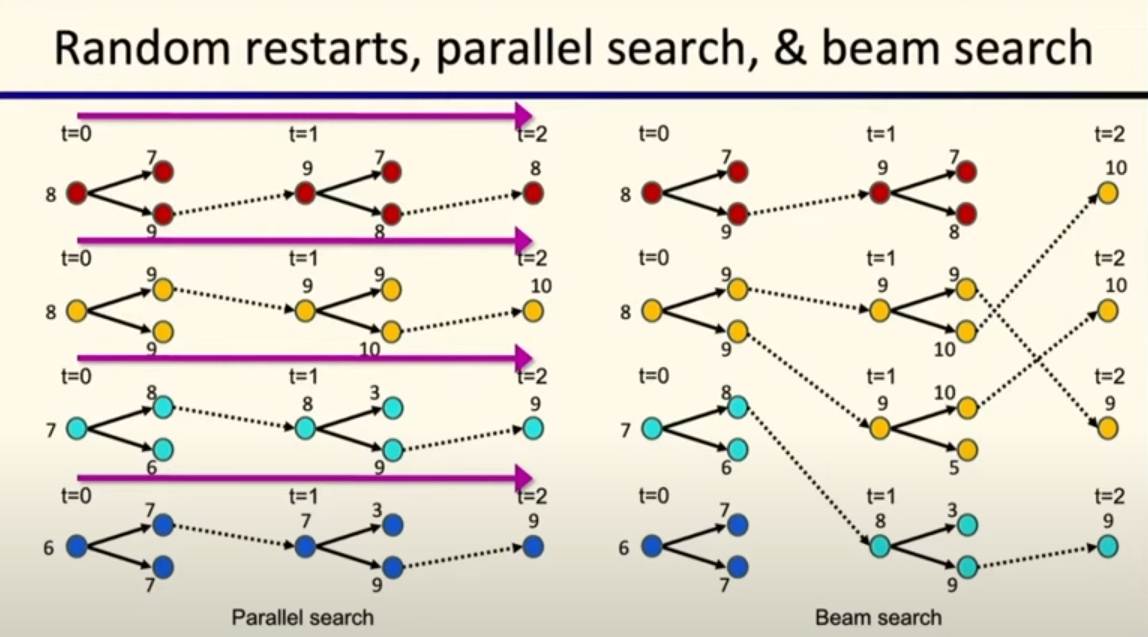 Random restarts, parallel search, & beam search
t=0 t=1 t=2 t=0 t=1 t=2
7 9 7 8 7 9 7 10
8 8
9 8 9 8
t=0 t=1 t=2 t=0 t=1 t=2
9 9 9 10 9 9 9 10
8 8
9 10 9 10
t=0 t=1 t=2 t=0 t=1 t=2
8 8 3 9 8 9 10 9
7 7
6 9 6 5
t=0 t=1 t=2 t=0 t=1 t=2
7 7 3 9 7 8 3 9
6 6
7 9 7 9
Parallel search Beam search